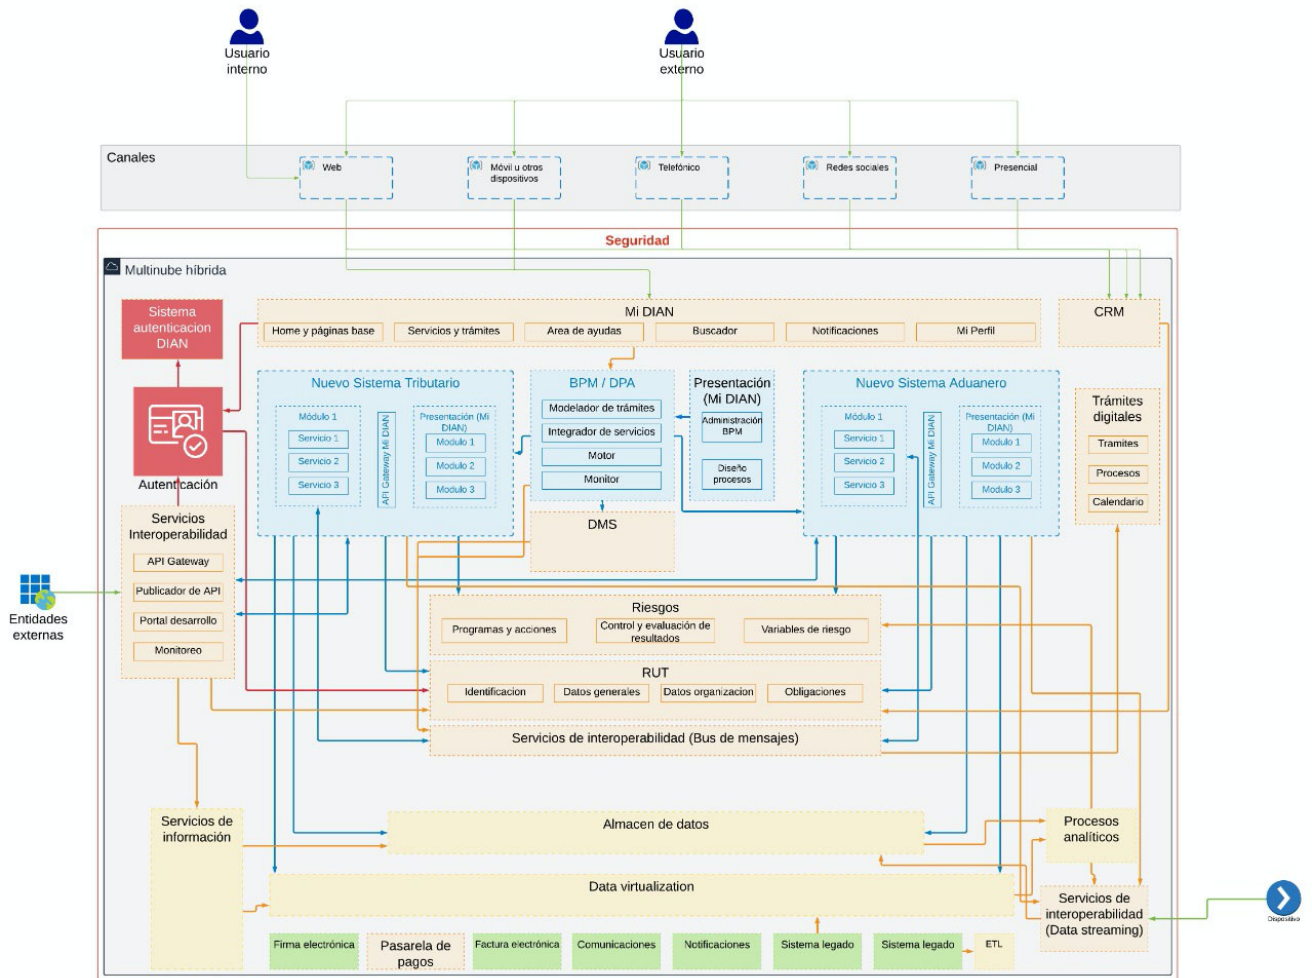 Usuario
interno
Usuario
externo
Canales
Web
Móvil u otros
dispositivos
Telefónico
Redes sociales
Presencial
Seguridad
Multinube híbrida
Sistema
autenticacion
DIAN
Mi DIAN
Home y páginas base
Servicios y trámites
Area de ayudas
Buscador
Notificaciones
Mi Perfil
CRM
Autenticación
Nuevo Sistema Tributario
Módulo 1
Servicio 1
Servicio 2
Servicio 3
API Gateway Mi DIAN
Presentación (Mi
DIAN)
Modulo 1
Modulo 2
Modulo 3
BPM / DPA
Modelador de trámites
Integrador de servicios
Motor
Monitor
Presentación
(Mi DIAN)
Administración
BPM
Diseño
procesos
Nuevo Sistema Aduanero
Módulo 1
Servicio 1
Servicio 2
Servicio 3
API Gateway Mi DIAN
Presentación (Mi
DIAN)
Modulo 1
Modulo 2
Modulo 3
Trámites
digitales
Tramites
Procesos
Calendario
DMS
Servicios
Interoperabilidad
API Gateway
Publicador de API
Portal desarrollo
Monitoreo
Entidades
externas
Riesgos
Programas y acciones
Control y evaluación de
resultados
Variables de riesgo
RUT
Identificacion
Datos generales
Datos organizacion
Obligaciones
Servicios de interoperabilidad (Bus de mensajes)
Servicios de
información
Almacen de datos
Procesos
analíticos
Data virtualization
Servicios de
interoperabilidad
(Data streaming)
Dispositivo
Firma electrónica
Pasarela de
pagos
Factura electrónica
Comunicaciones
Notificaciones
Sistema legado
Sistema legado
ETL